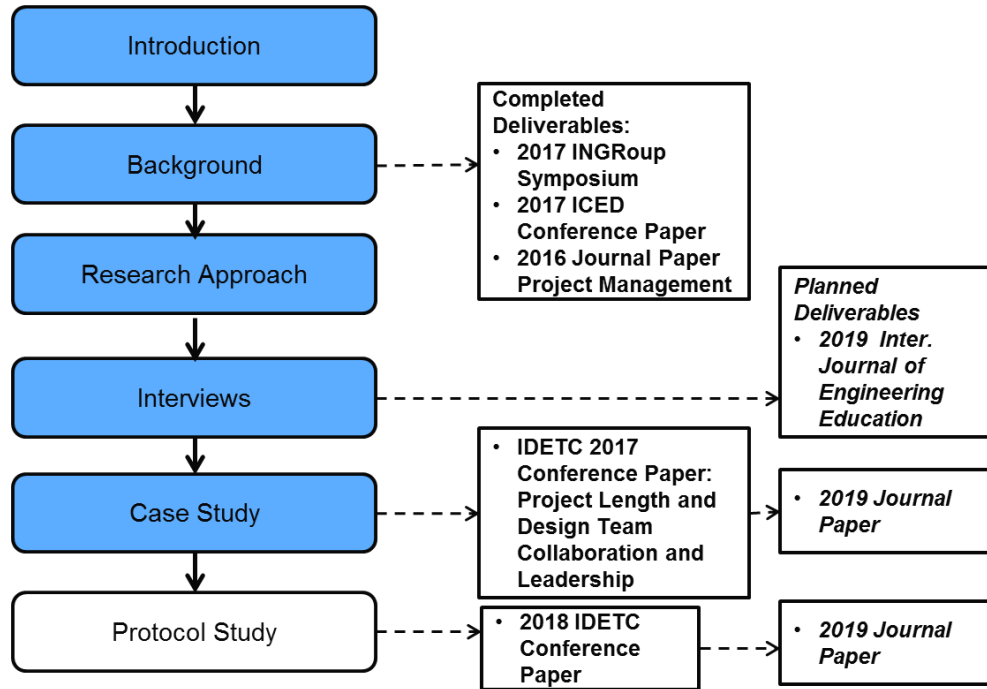 Introduction
Background
Research Approach
Interviews
Case Study
Protocol Study
Completed
Deliverables:
• 2017 INGRoup
Symposium
• 2017 ICED
Conference Paper
• 2016 Journal Paper
Project Management
Planned
Deliverables
• 2019 Inter.
Journal of
Engineering
Education
• IDETC 2017
Conference Paper:
Project Length and
Design Team
Collaboration and
Leadership
• 2019 Journal
Paper
• 2018 IDETC
Conference
Paper
• 2019 Journal
Paper